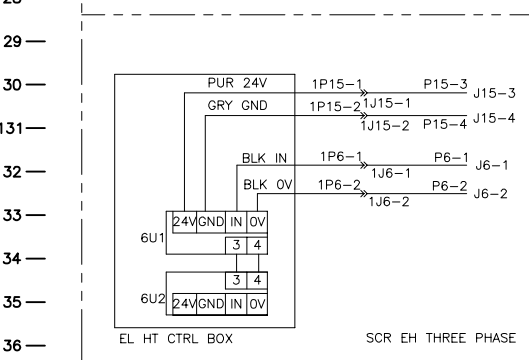 29
30
PUR 24V 1P15-1 P15-3 J15-3
1J15-1
GRY GND 1P15-2 J15-4
131
1J15-2 P15-4
BLK IN 1P6-1 P6-1 J6-1
32
1J6-1
BLK 0V 1P6-2 P6-2 J6-2
1J6-2
33
24V GND IN 0V
6U1
3 4
34
3 4
6U2
24V GND IN 0V
35
EL HT CTRL BOX SCR EH THREE PHASE
36